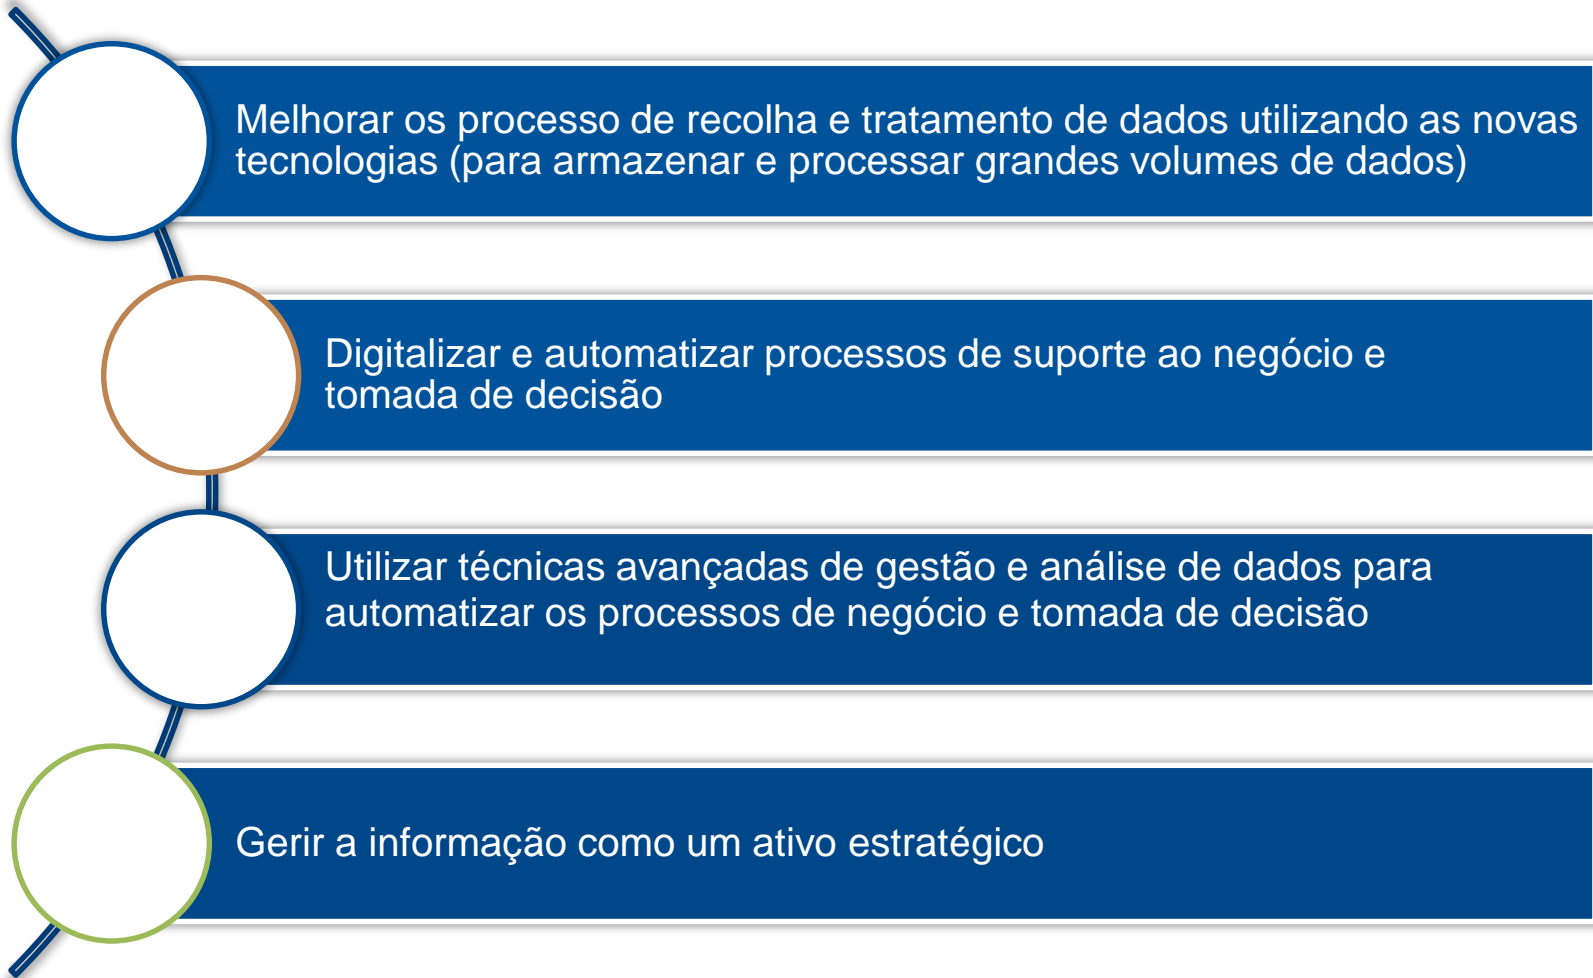 Melhorar os processo de recolha e tratamento de dados utilizando as novas
tecnologias (para armazenar e processar grandes volumes de dados)
Digitalizar e automatizar processos de suporte ao negócio e
tomada de decisão
Utilizar técnicas avançadas de gestão e análise de dados para
automatizar os processos de negócio e tomada de decisão
Gerir a informação como um ativo estratégico